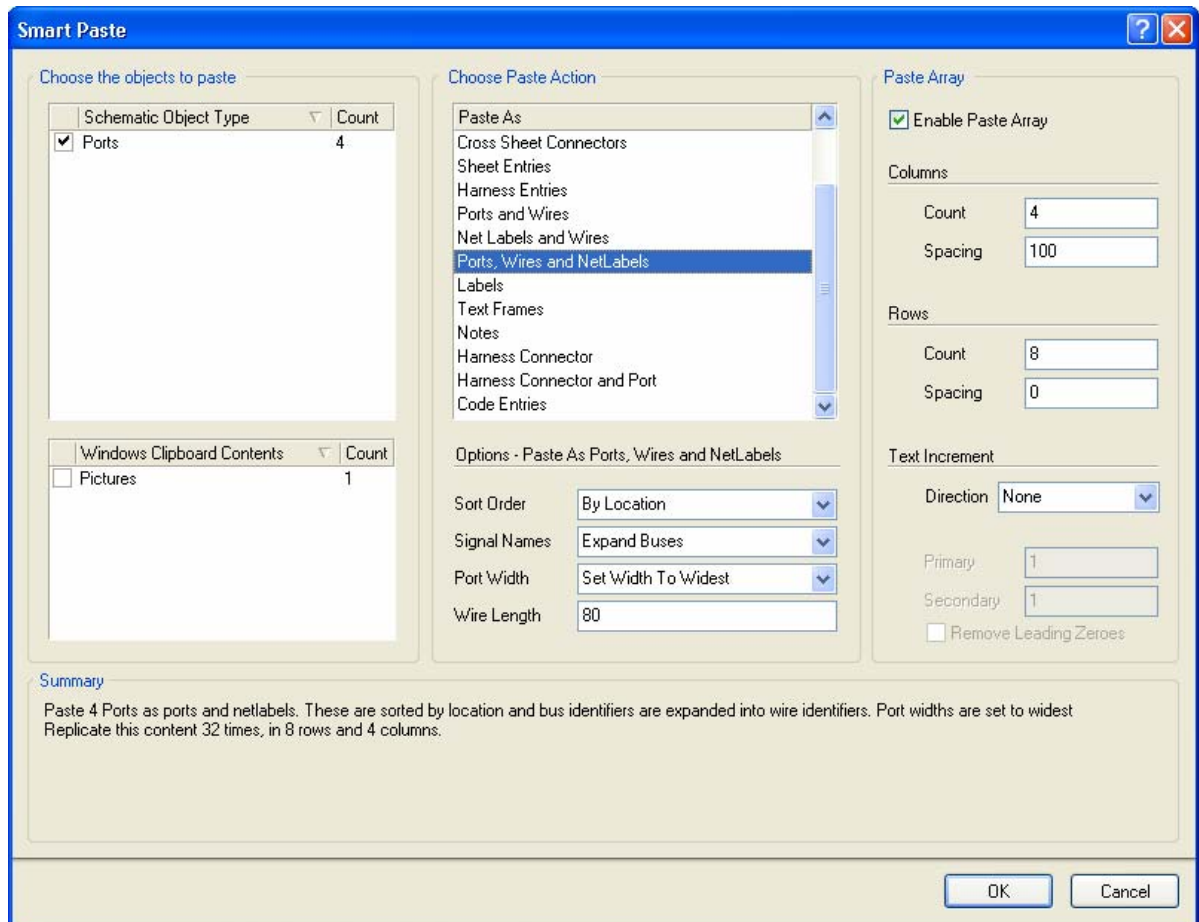 Smart Paste
Choose the objects to paste
Schematic Object Type Count
Ports 4
Windows Clipboard Contents Count
Pictures 1
Choose Paste Action
Paste As
Cross Sheet Connectors
Sheet Entries
Harness Entries
Ports and Wires
Net Labels and Wires
Ports, Wires and NetLabels
Labels
Text Frames
Notes
Harness Connector
Harness Connector and Port
Code Entries
Options - Paste As Ports, Wires and NetLabels
Sort Order By Location
Signal Names Expand Buses
Port Width Set Width To Widest
Wire Length 80
Paste Array
Enable Paste Array
Columns
Count 4
Spacing 100
Rows
Count 8
Spacing 0
Text Increment
Direction None
Primary 1
Secondary 1
Remove Leading Zeroes
Summary
Paste 4 Ports as ports and netlabels. These are sorted by location and bus identifiers are expanded into wire identifiers. Port widths are set to widest
Replicate this content 32 times, in 8 rows and 4 columns.
OK Cancel